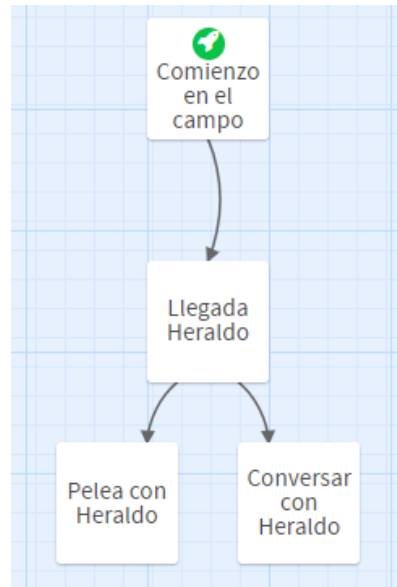 Comienzo
en el
campo
Llegada
Heraldo
Pelea con
Heraldo
Conversar
con
Heraldo